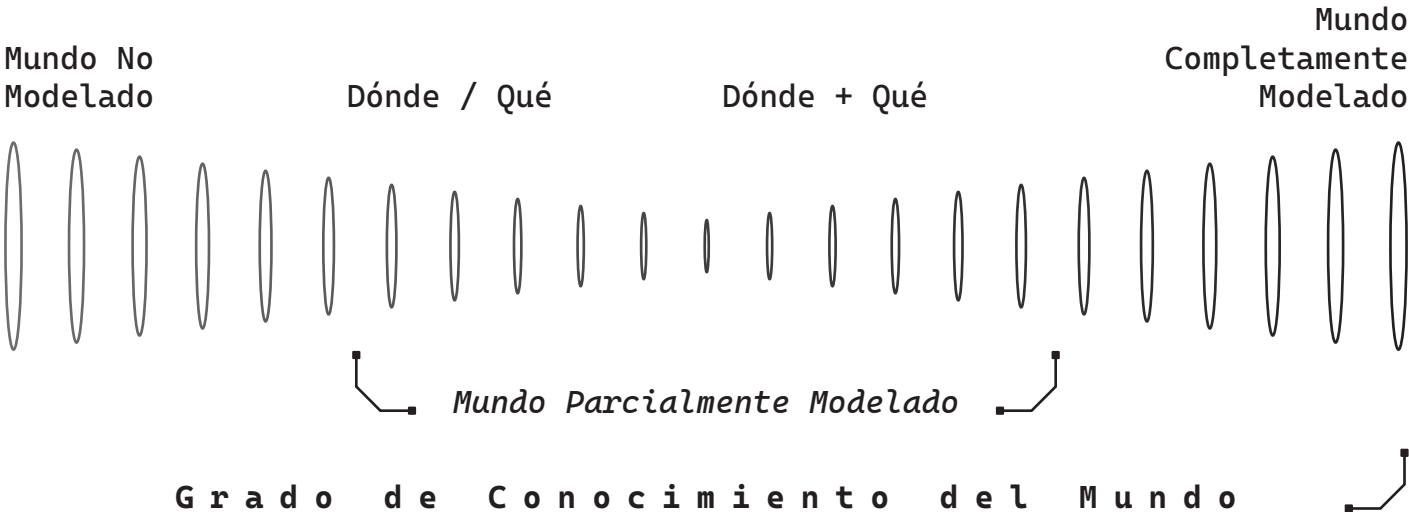 Mundo No
Modelado
Dónde / Qué
Dónde + Qué
Mundo
Completamente
Modelado
Mundo Parcialmente Modelado
Grado de Conocimiento del Mundo